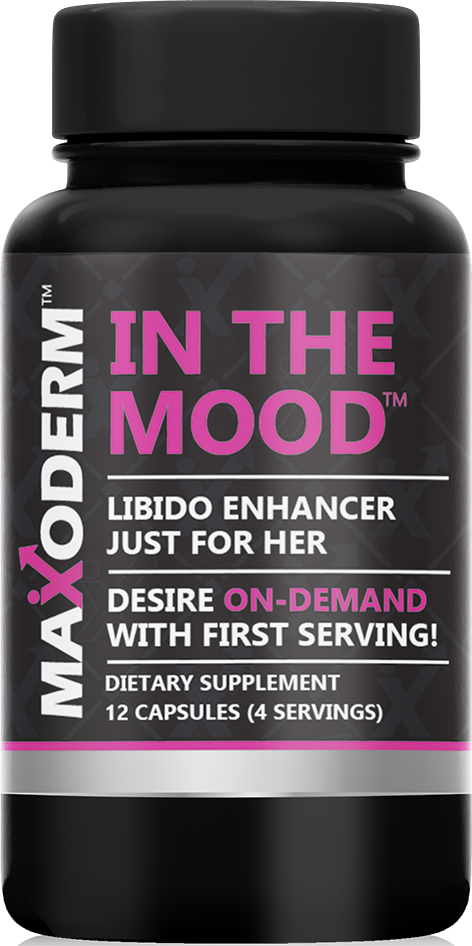 MAXODERM™
IN THE
MOOD™
LIBIDO ENHANCER
JUST FOR HER
DESIRE ON-DEMAND
WITH FIRST SERVING!
DIETARY SUPPLEMENT
12 CAPSULES (4 SERVINGS)